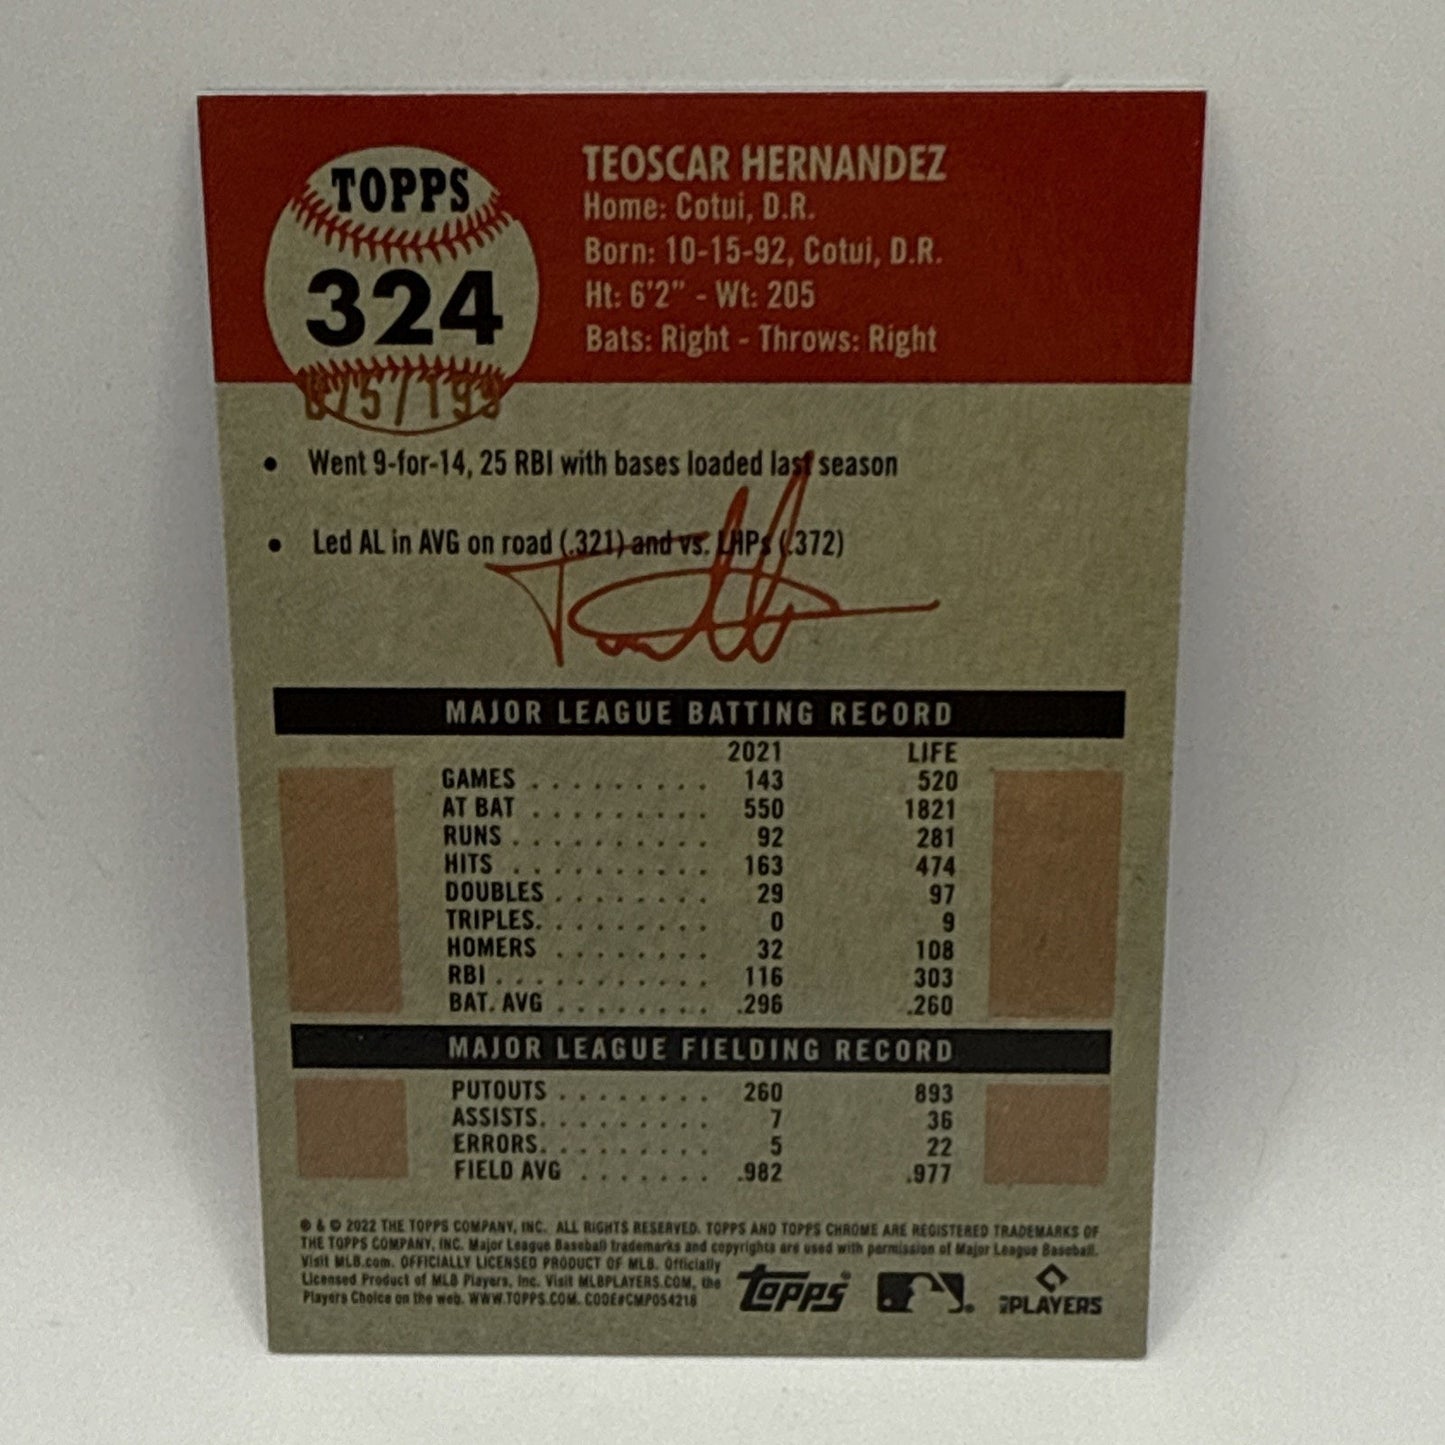 TOPPS
324
TEOSCAR HERNANDEZ
Home: Cotui, D.R.
Born: 10-15-92, Cotui, D.R.
Ht: 6'2" - Wt: 205
Bats: Right - Throws: Right
• Went 9-for-14, 25 RBI with bases loaded last season
• Led AL in AVG on road (.321) and vs. LHPs (.372)
MAJOR LEAGUE BATTING RECORD
2021 LIFE
GAMES . . . . . . . . . 143 520
AT BAT . . . . . . . . . 550 1821
RUNS . . . . . . . . . . 92 281
HITS . . . . . . . . . . 163 474
DOUBLES . . . . . . . . 29 97
TRIPLES. . . . . . . . . 0 9
HOMERS . . . . . . . . 32 108
RBI . . . . . . . . . . . 116 303
BAT. AVG . . . . . . . . .296 .260
MAJOR LEAGUE FIELDING RECORD
PUTOUTS . . . . . . . . 260 893
ASSISTS. . . . . . . . . 7 36
ERRORS. . . . . . . . . 5 22
FIELD AVG . . . . . . . .982 .977
® & © 2022 THE TOPPS COMPANY, INC. ALL RIGHTS RESERVED. TOPPS AND TOPPS CHROME ARE REGISTERED TRADEMARKS OF
THE TOPPS COMPANY, INC. Major League Baseball trademarks and copyrights are used with permission of Major League Baseball.
Visit MLB.com. OFFICIALLY LICENSED PRODUCT OF MLB. Officially
Licensed Product of MLB Players, Inc. Visit MLBPLAYERS.COM, the
Players Choice on the web. WWW.TOPPS.COM. CODE#CMP054218
topps®
MLB PLAYERS